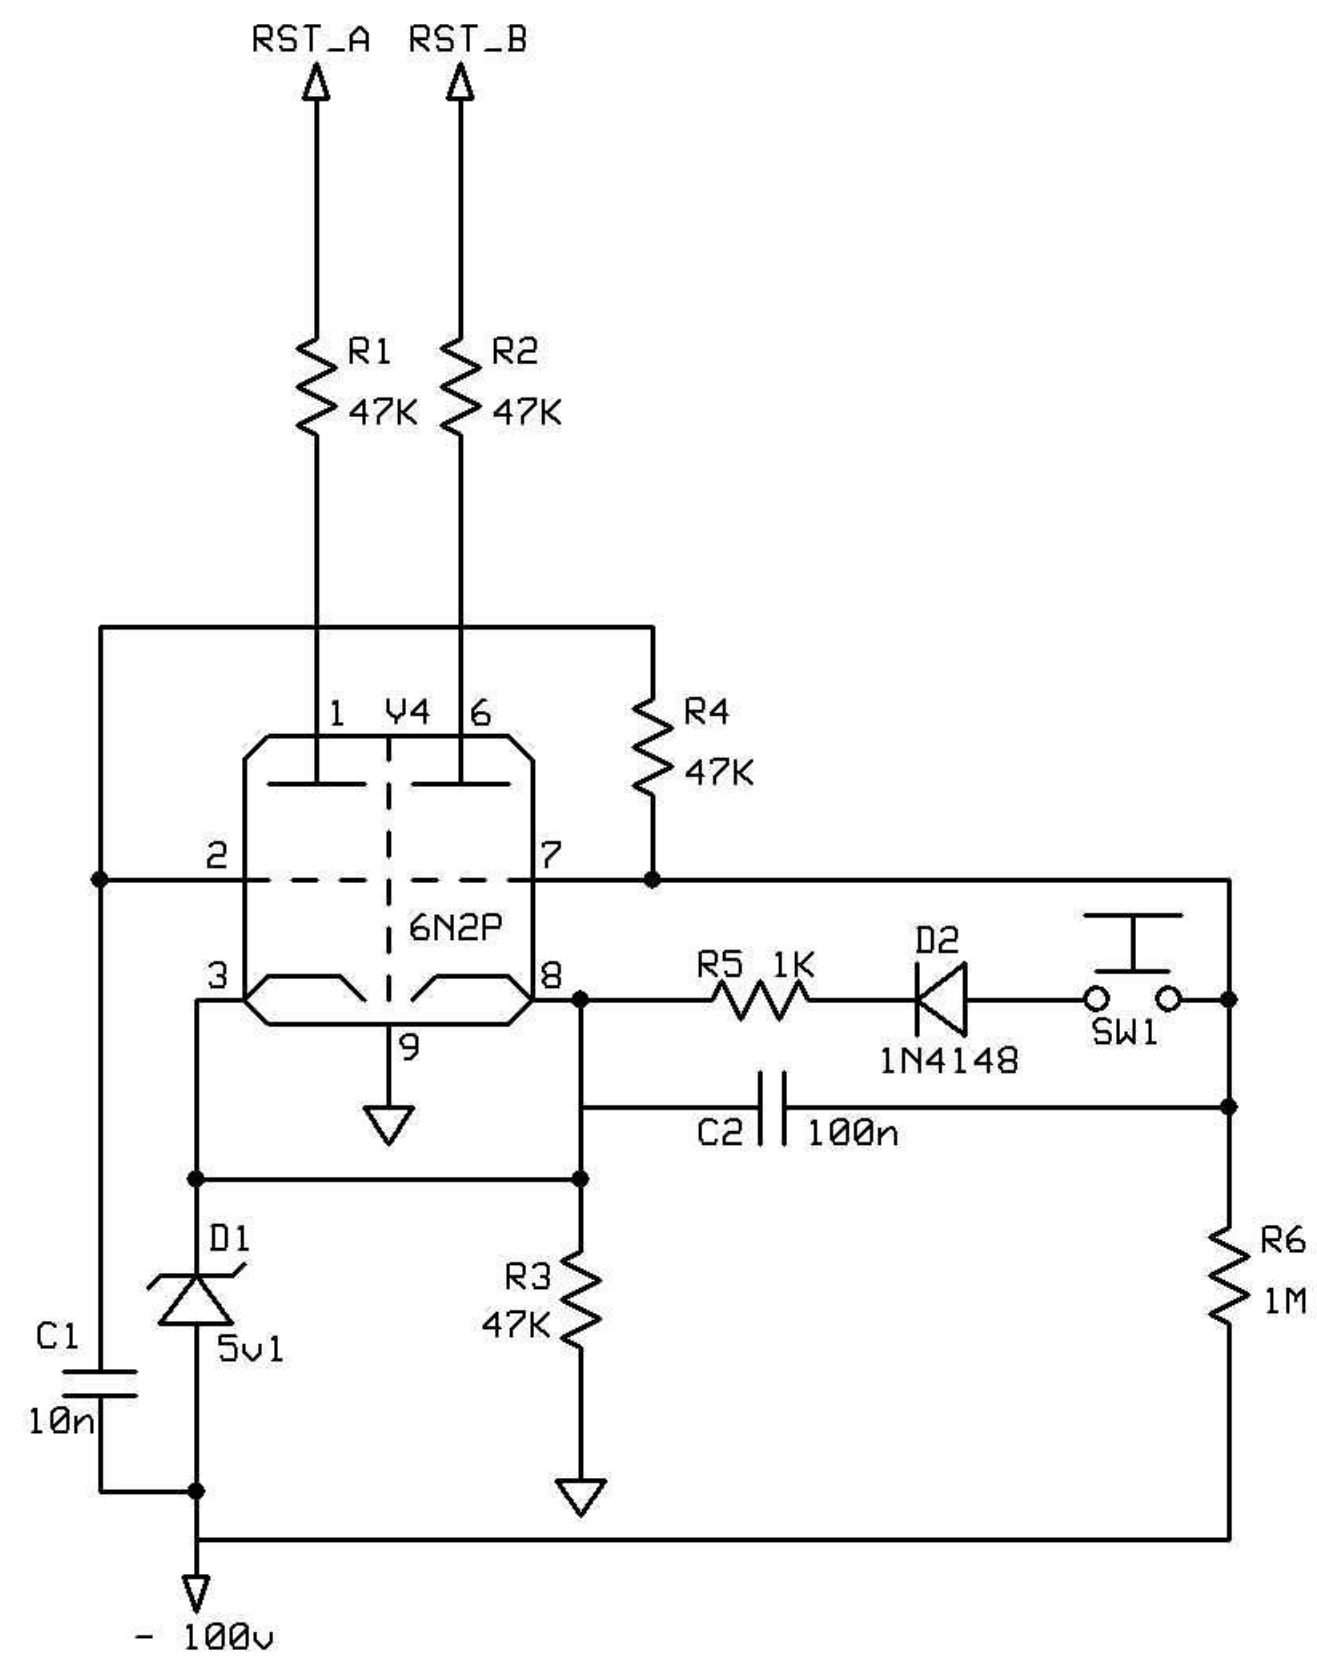 RST_A RST_B
R1
47K
R2
47K
1 V4 6
R4
47K
2
7
6N2P
3
8
9
R5 1K
D2
1N4148
SW1
C2 100n
D1
5v1
R3
47K
R6
1M
C1
10n
- 100v